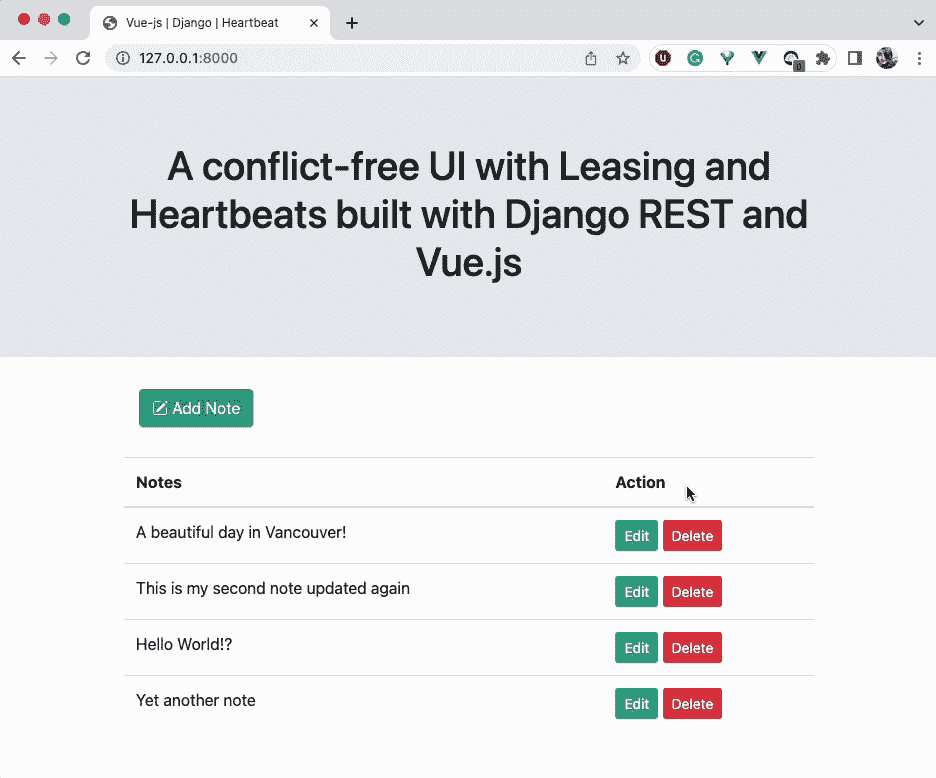 Vue-js | Django | Heartbeat
127.0.0.1:8000
0
A conflict-free UI with Leasing and
Heartbeats built with Django REST and
Vue.js
Add Note
Notes Action
A beautiful day in Vancouver! Edit Delete
This is my second note updated again Edit Delete
Hello World!? Edit Delete
Yet another note Edit Delete